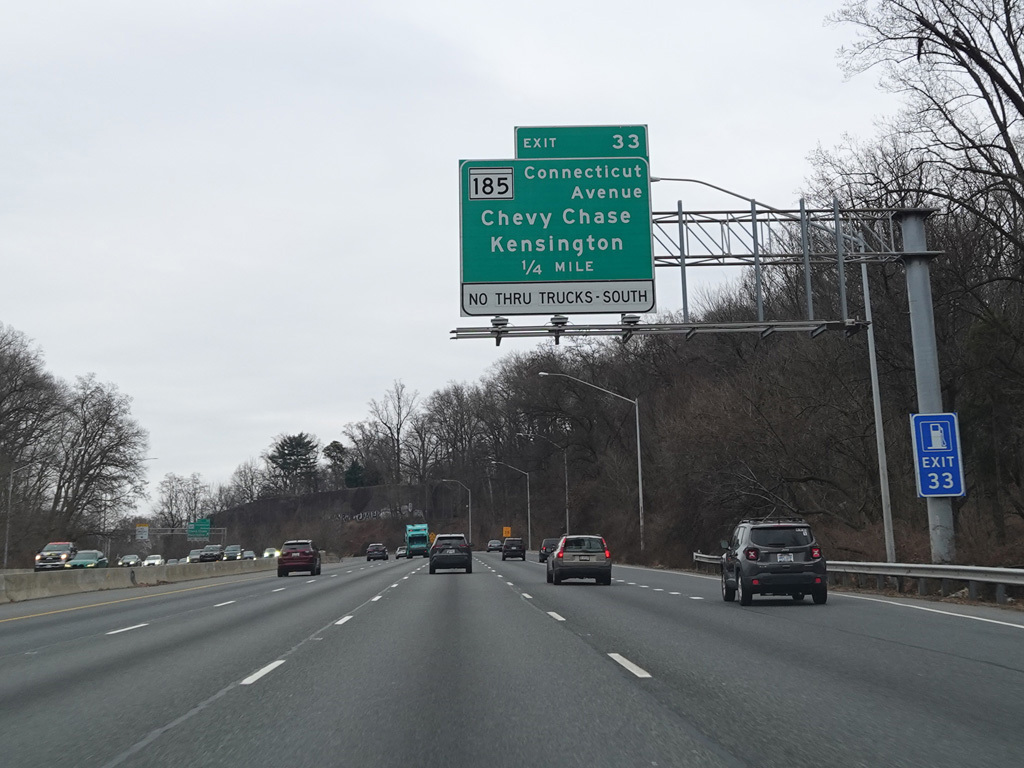 EXIT 33
185 Connecticut
Avenue
Chevy Chase
Kensington
1/4 MILE
NO THRU TRUCKS - SOUTH
EXIT
33